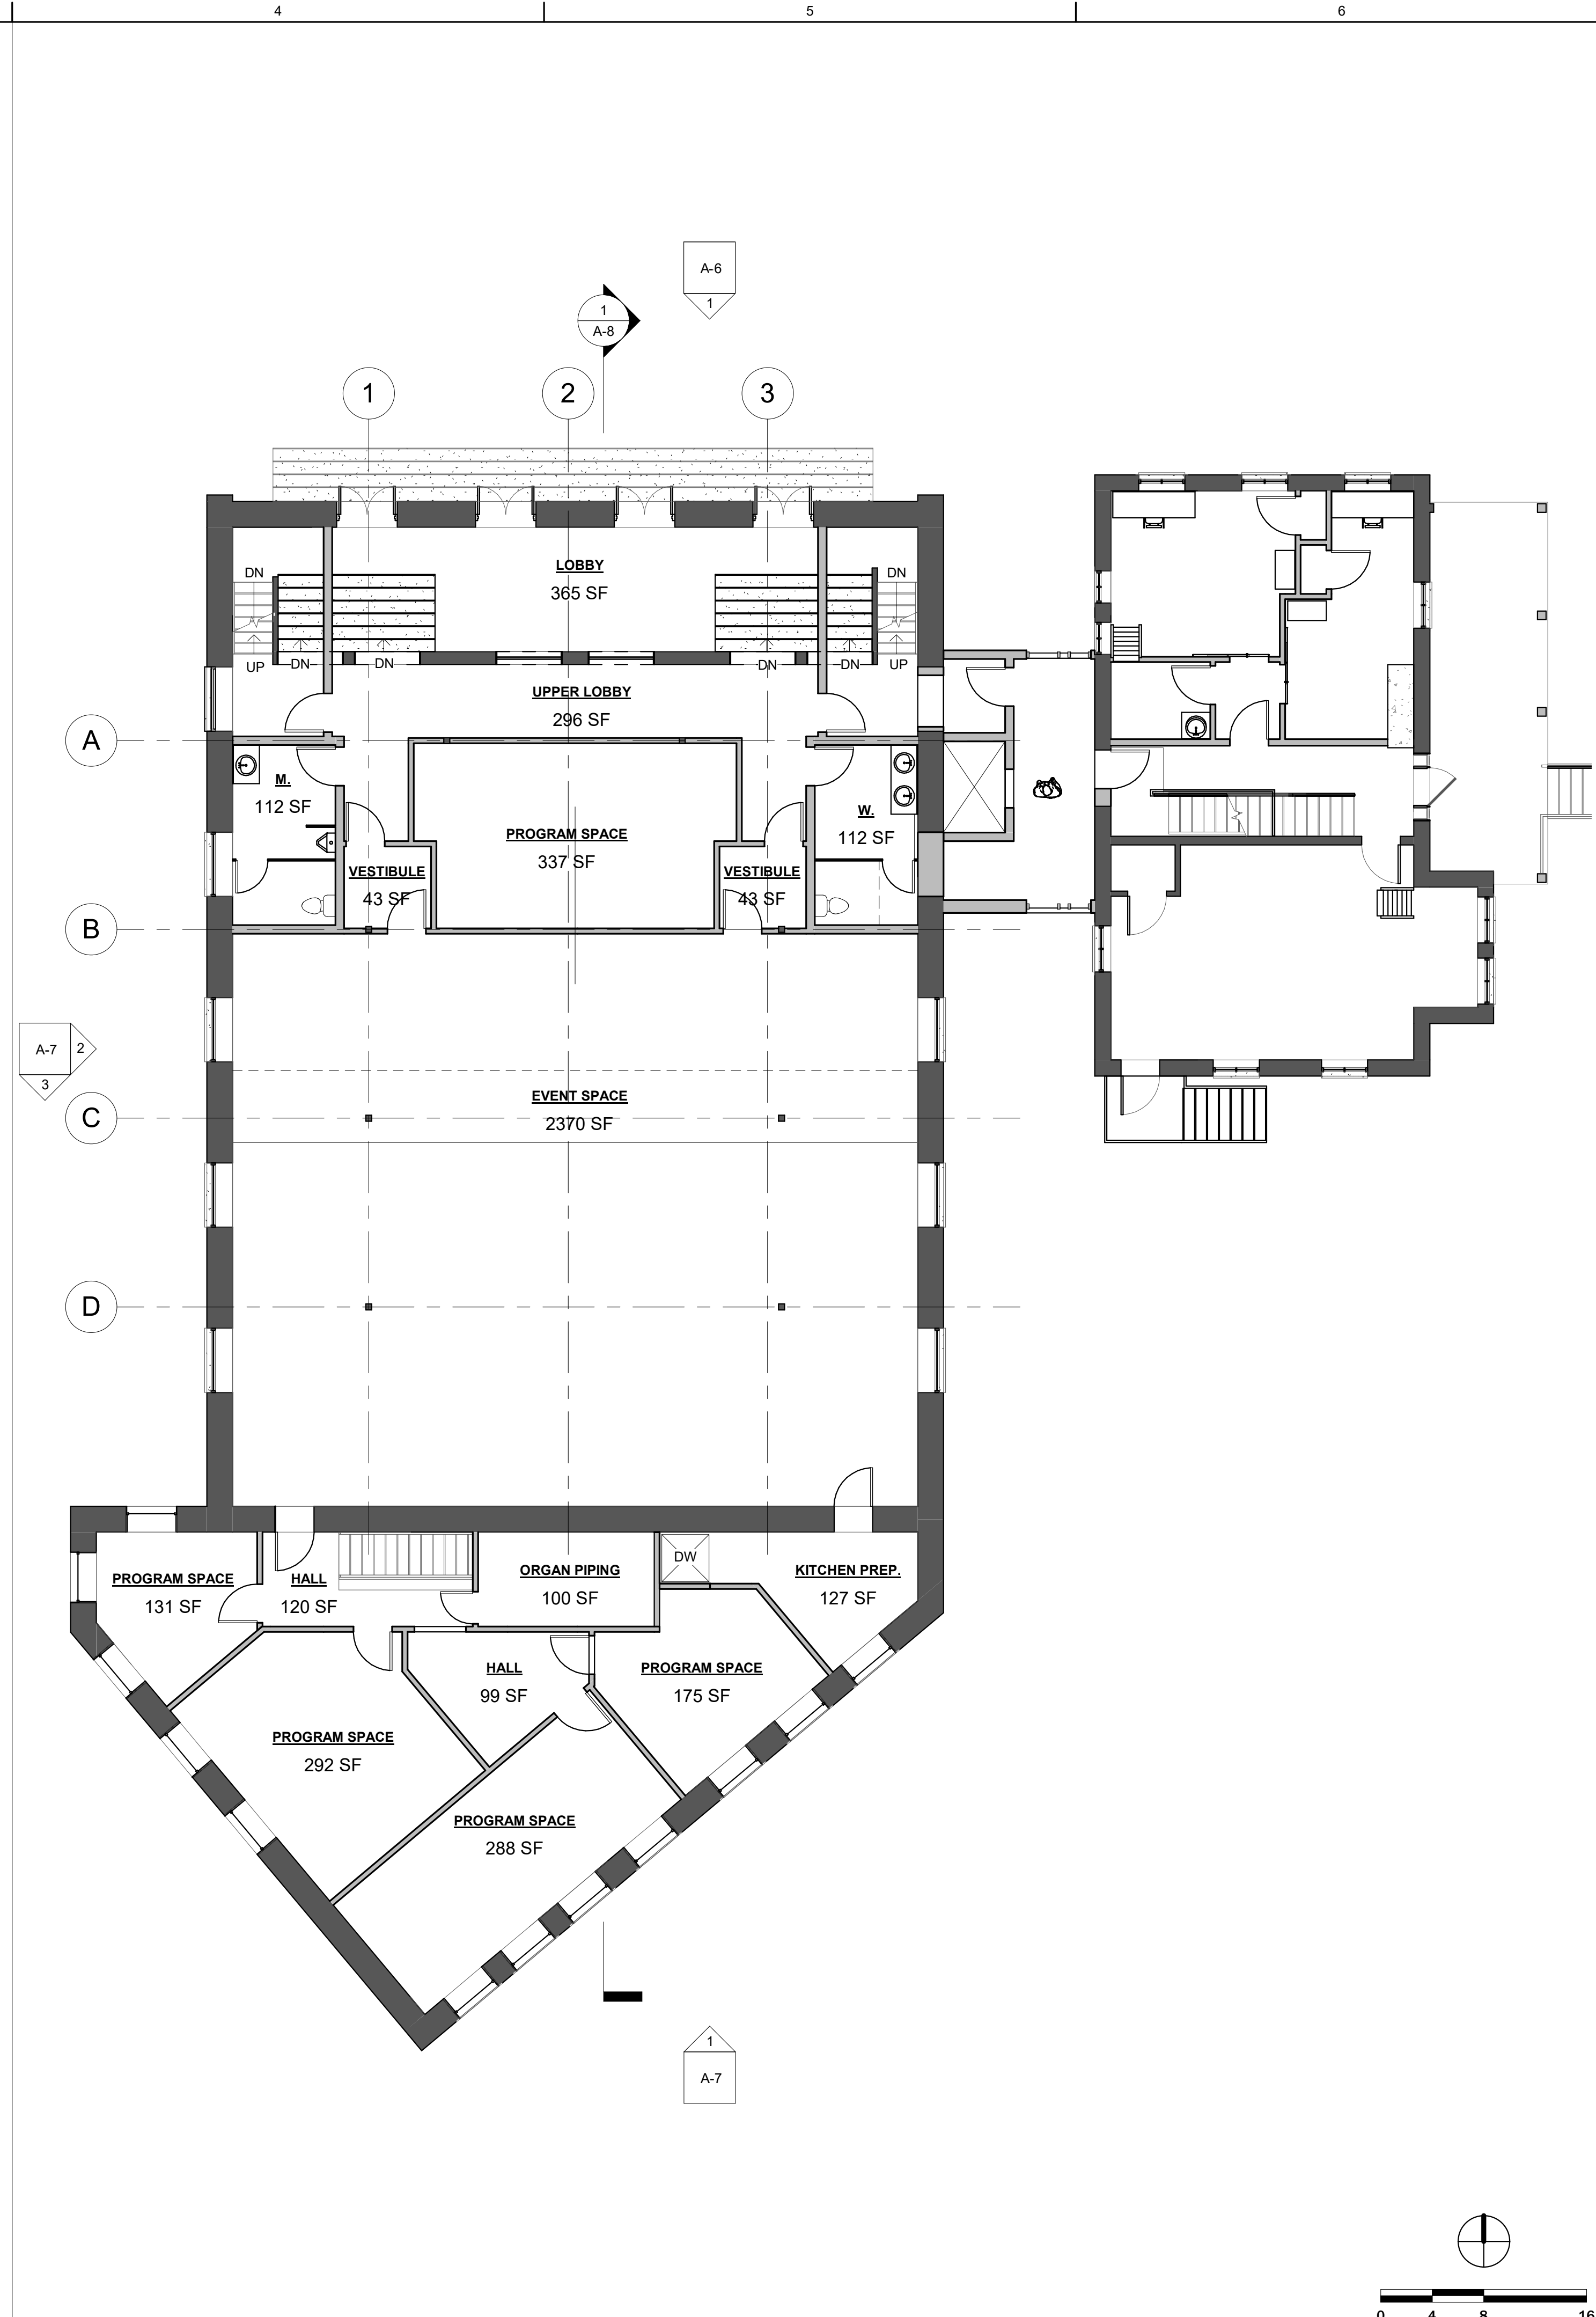 4 5 6
A-6
1
1
A-8
1 2 3
LOBBY
365 SF
DN DN
UP DN DN DN DN UP
UPPER LOBBY
296 SF
A
M.
112 SF
W.
112 SF
PROGRAM SPACE
337 SF
VESTIBULE
43 SF
VESTIBULE
43 SF
B
A-7 2
3
EVENT SPACE
2370 SF
C
D
PROGRAM SPACE
131 SF
HALL
120 SF
ORGAN PIPING
100 SF
DW
KITCHEN PREP.
127 SF
HALL
99 SF
PROGRAM SPACE
175 SF
PROGRAM SPACE
292 SF
PROGRAM SPACE
288 SF
1
A-7
0 4 8 16